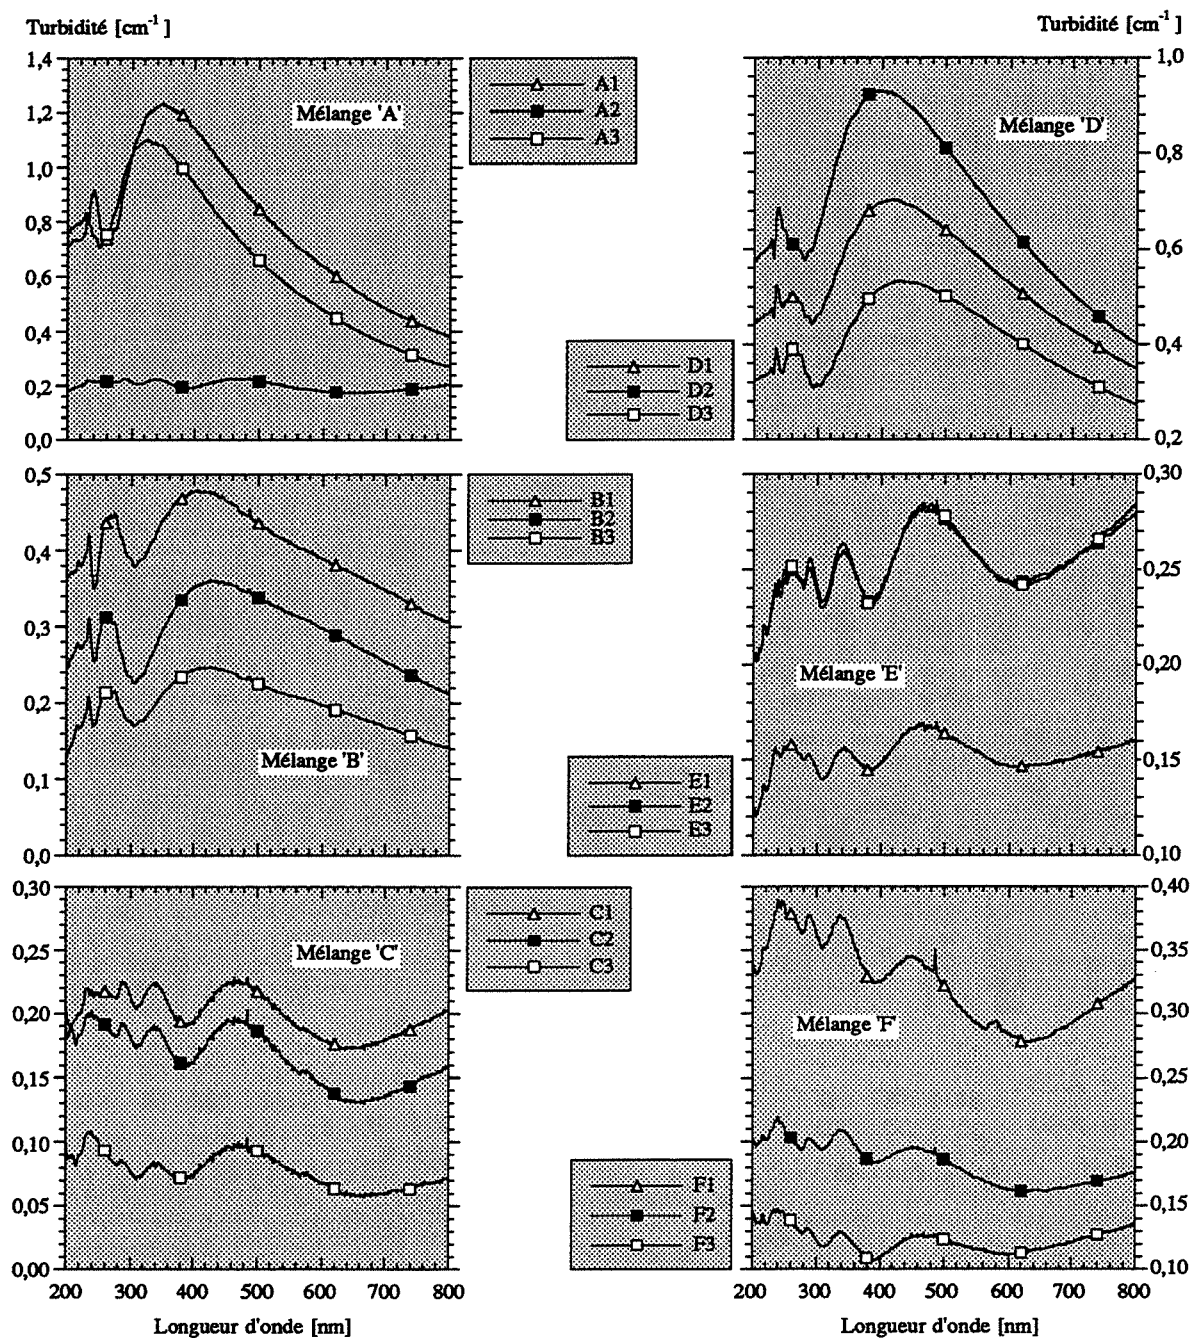 Turbidité [cm-1 ]
Turbidité [cm-1 ]
1,4
1,2
1,0
0,8
0,6
0,4
0,2
0,0
Mélange 'A'
A1
A2
A3
1,0
0,8
0,6
0,4
0,2
Mélange 'D'
D1
D2
D3
0,5
0,4
0,3
0,2
0,1
0,0
Mélange 'B'
B1
B2
B3
0,30
0,25
0,20
0,15
0,10
Mélange 'E'
E1
E2
E3
0,30
0,25
0,20
0,15
0,10
0,05
0,00
Mélange 'C'
C1
C2
C3
0,40
0,35
0,30
0,25
0,20
0,15
0,10
Mélange 'F'
F1
F2
F3
200 300 400 500 600 700 800
200 300 400 500 600 700 800
Longueur d'onde [nm]
Longueur d'onde [nm]